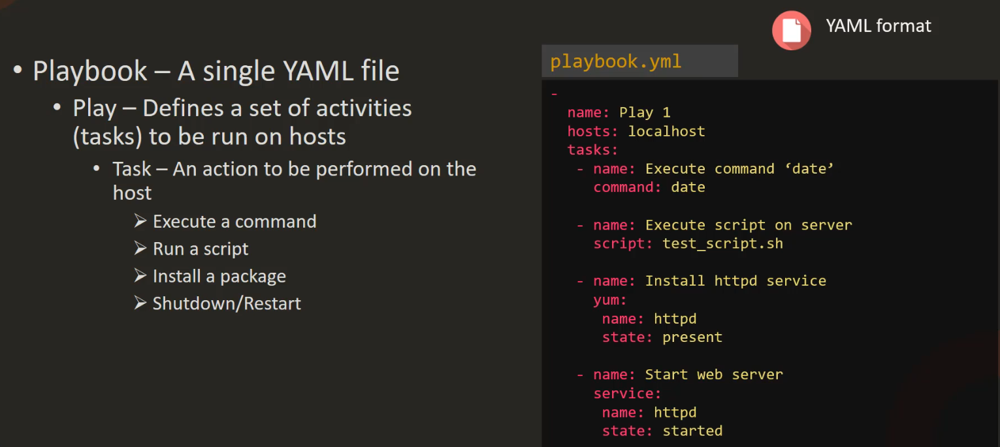 YAML format
• Playbook – A single YAML file
• Play – Defines a set of activities
(tasks) to be run on hosts
• Task – An action to be performed on the
host
➢ Execute a command
➢ Run a script
➢ Install a package
➢ Shutdown/Restart
playbook.yml
-
  name: Play 1
  hosts: localhost
  tasks:
   - name: Execute command ‘date’
     command: date

   - name: Execute script on server
     script: test_script.sh

   - name: Install httpd service
     yum:
      name: httpd
      state: present

   - name: Start web server
     service:
      name: httpd
      state: started